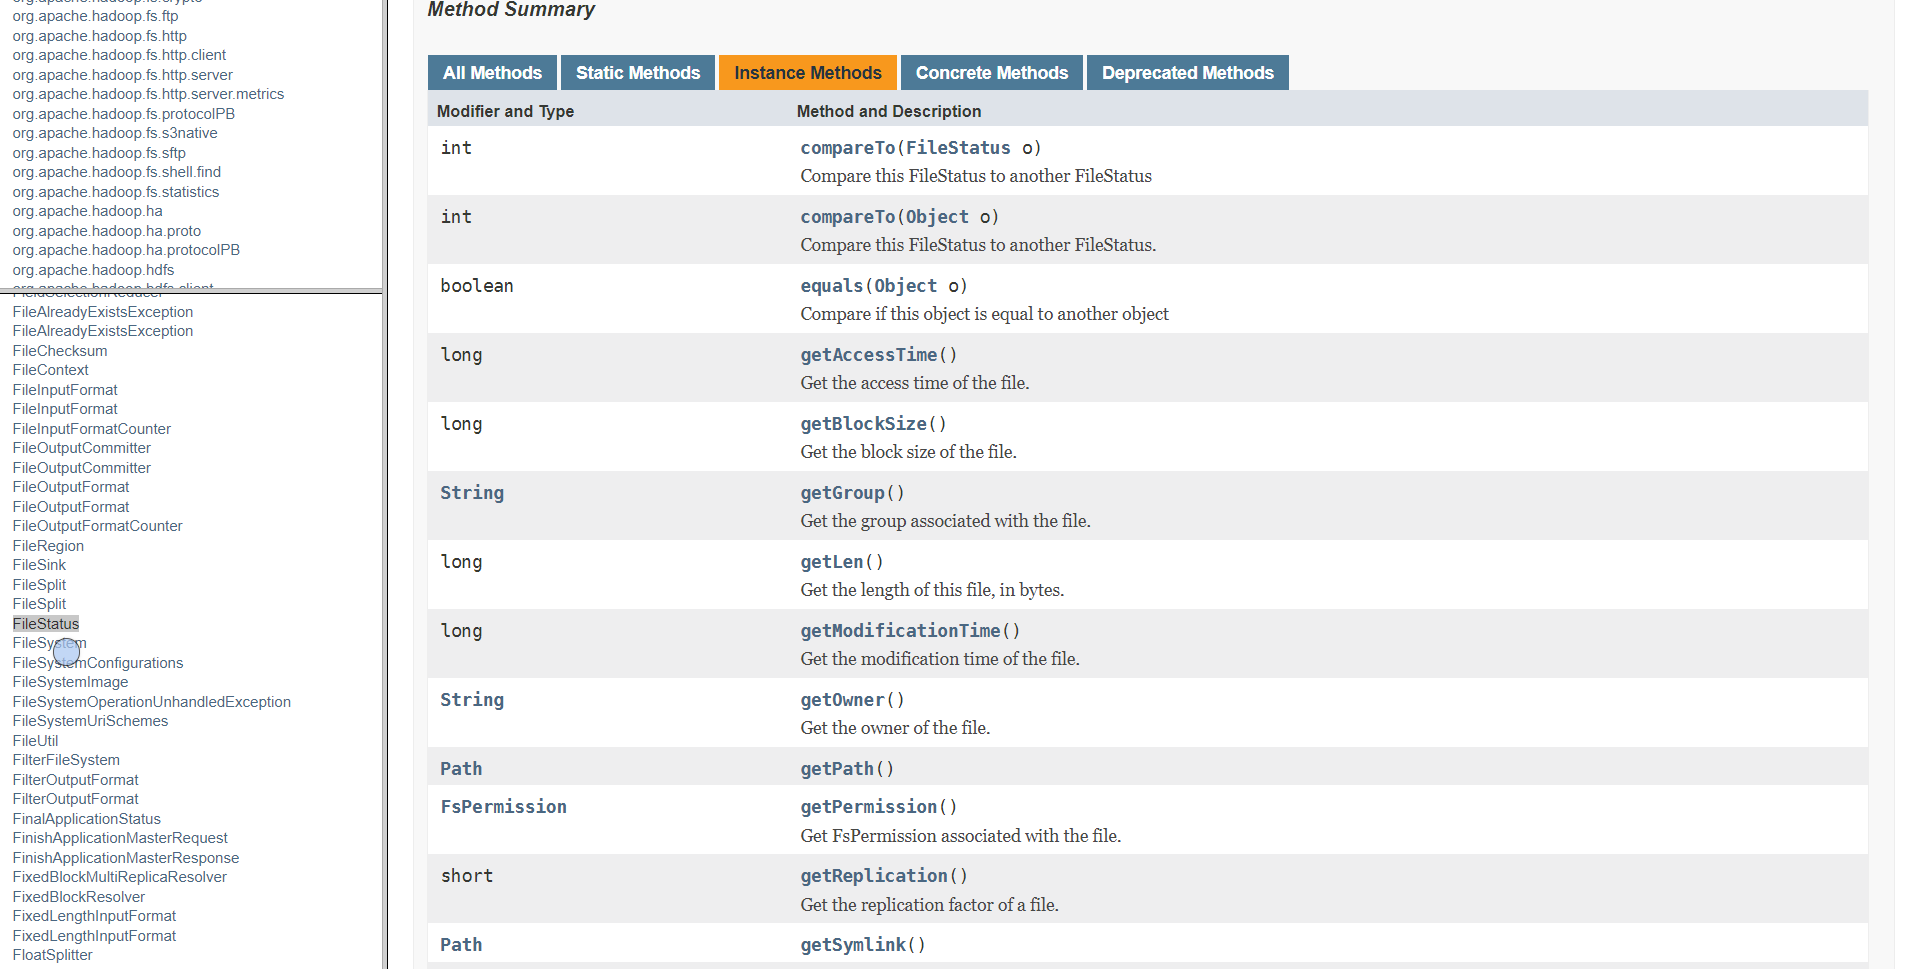 org.apache.hadoop.fs.crypto
org.apache.hadoop.fs.ftp
org.apache.hadoop.fs.http
org.apache.hadoop.fs.http.client
org.apache.hadoop.fs.http.server
org.apache.hadoop.fs.http.server.metrics
org.apache.hadoop.fs.protocolPB
org.apache.hadoop.fs.s3native
org.apache.hadoop.fs.sftp
org.apache.hadoop.fs.shell.find
org.apache.hadoop.fs.statistics
org.apache.hadoop.ha
org.apache.hadoop.ha.proto
org.apache.hadoop.ha.protocolPB
org.apache.hadoop.hdfs
org.apache.hadoop.hdfs.client
FieldSelectionReducer
FileAlreadyExistsException
FileAlreadyExistsException
FileChecksum
FileContext
FileInputFormat
FileInputFormat
FileInputFormatCounter
FileOutputCommitter
FileOutputCommitter
FileOutputFormat
FileOutputFormat
FileOutputFormatCounter
FileRegion
FileSink
FileSplit
FileSplit
FileStatus
FileSystem
FileSystemConfigurations
FileSystemImage
FileSystemOperationUnhandledException
FileSystemUriSchemes
FileUtil
FilterFileSystem
FilterOutputFormat
FilterOutputFormat
FinalApplicationStatus
FinishApplicationMasterRequest
FinishApplicationMasterResponse
FixedBlockMultiReplicaResolver
FixedBlockResolver
FixedLengthInputFormat
FixedLengthInputFormat
FloatSplitter
Method Summary
All Methods Static Methods Instance Methods Concrete Methods Deprecated Methods
Modifier and Type Method and Description
int compareTo(FileStatus o)
Compare this FileStatus to another FileStatus
int compareTo(Object o)
Compare this FileStatus to another FileStatus.
boolean equals(Object o)
Compare if this object is equal to another object
long getAccessTime()
Get the access time of the file.
long getBlockSize()
Get the block size of the file.
String getGroup()
Get the group associated with the file.
long getLen()
Get the length of this file, in bytes.
long getModificationTime()
Get the modification time of the file.
String getOwner()
Get the owner of the file.
Path getPath()
FsPermission getPermission()
Get FsPermission associated with the file.
short getReplication()
Get the replication factor of a file.
Path getSymlink()